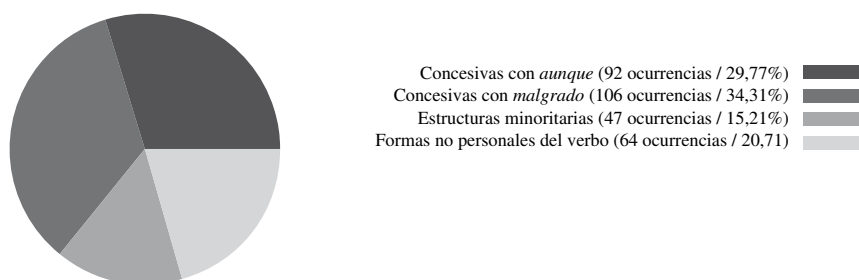 Concesivas con aunque (92 ocurrencias / 29,77%)
Concesivas con malgrado (106 ocurrencias / 34,31%)
Estructuras minoritarias (47 ocurrencias / 15,21%)
Formas no personales del verbo (64 ocurrencias / 20,71)